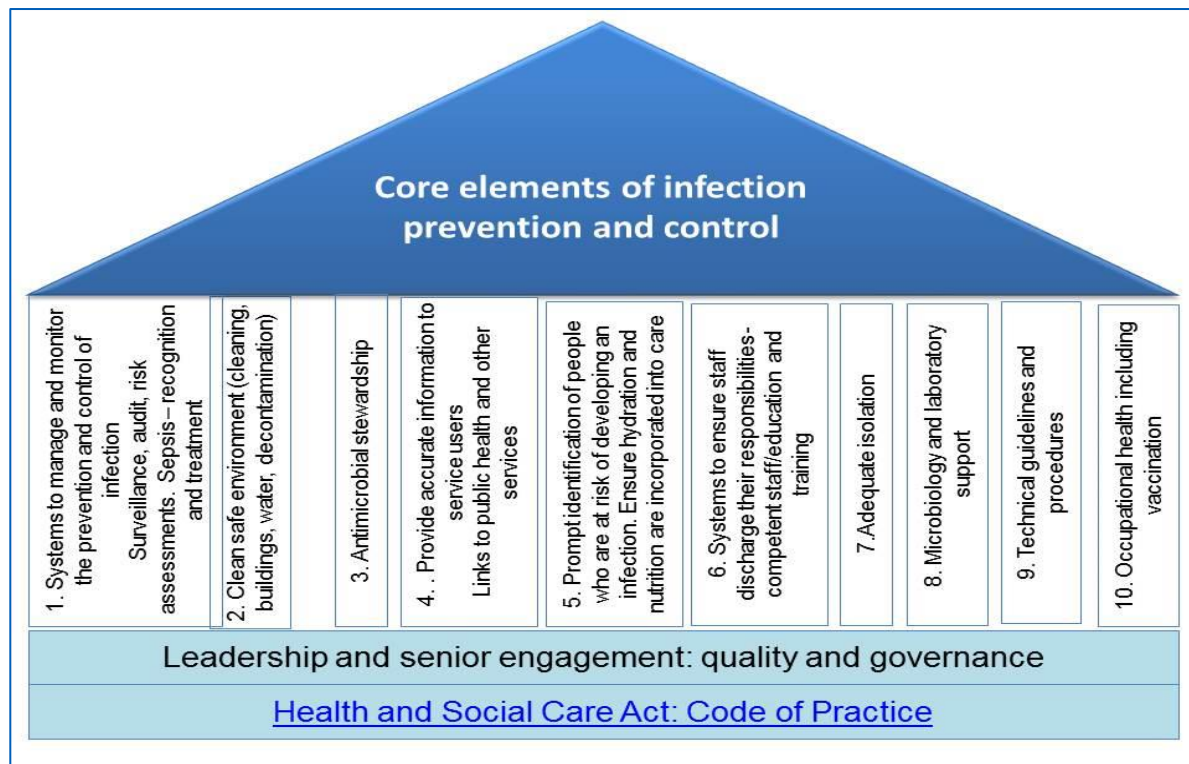 Core elements of infection
prevention and control
1. Systems to manage and monitor
the prevention and control of
infection
Surveillance, audit, risk
assessments. Sepsis – recognition
and treatment
2. Clean safe environment (cleaning,
buildings, water, decontamination)
3. Antimicrobial stewardship
4. . Provide accurate information to
service users
Links to public health and other
services
5. Prompt identification of people
who are at risk of developing an
infection. Ensure hydration and
nutrition are incorporated into care
6. Systems to ensure staff
discharge their responsibilities-
competent staff/education and
training
7.Adequate isolation
8. Microbiology and laboratory
support
9. Technical guidelines and
procedures
10. Occupational health including
vaccination
Leadership and senior engagement: quality and governance
Health and Social Care Act: Code of Practice